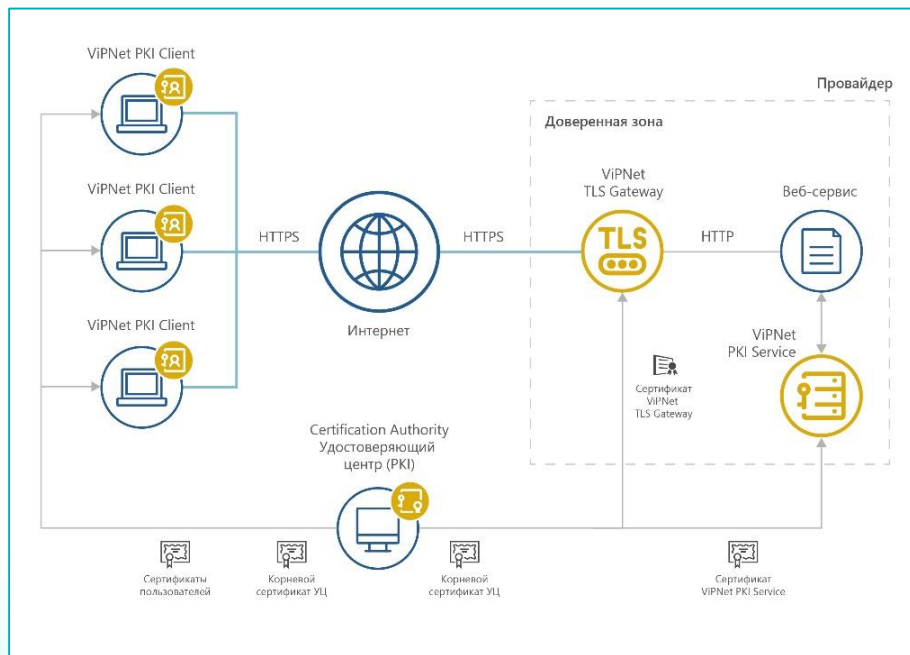 ViPNet PKI Client
Провайдер
Доверенная зона
ViPNet
TLS Gateway
Веб-сервис
ViPNet PKI Client
HTTPS
HTTPS
TLS
HTTP
Интернет
ViPNet PKI Client
ViPNet
PKI Service
Сертификат
ViPNet
TLS Gateway
Certification Authority
Удостоверяющий
центр (PKI)
Сертификаты
пользователей
Корневой
сертификат УЦ
Корневой
сертификат УЦ
Сертификат
ViPNet PKI Service